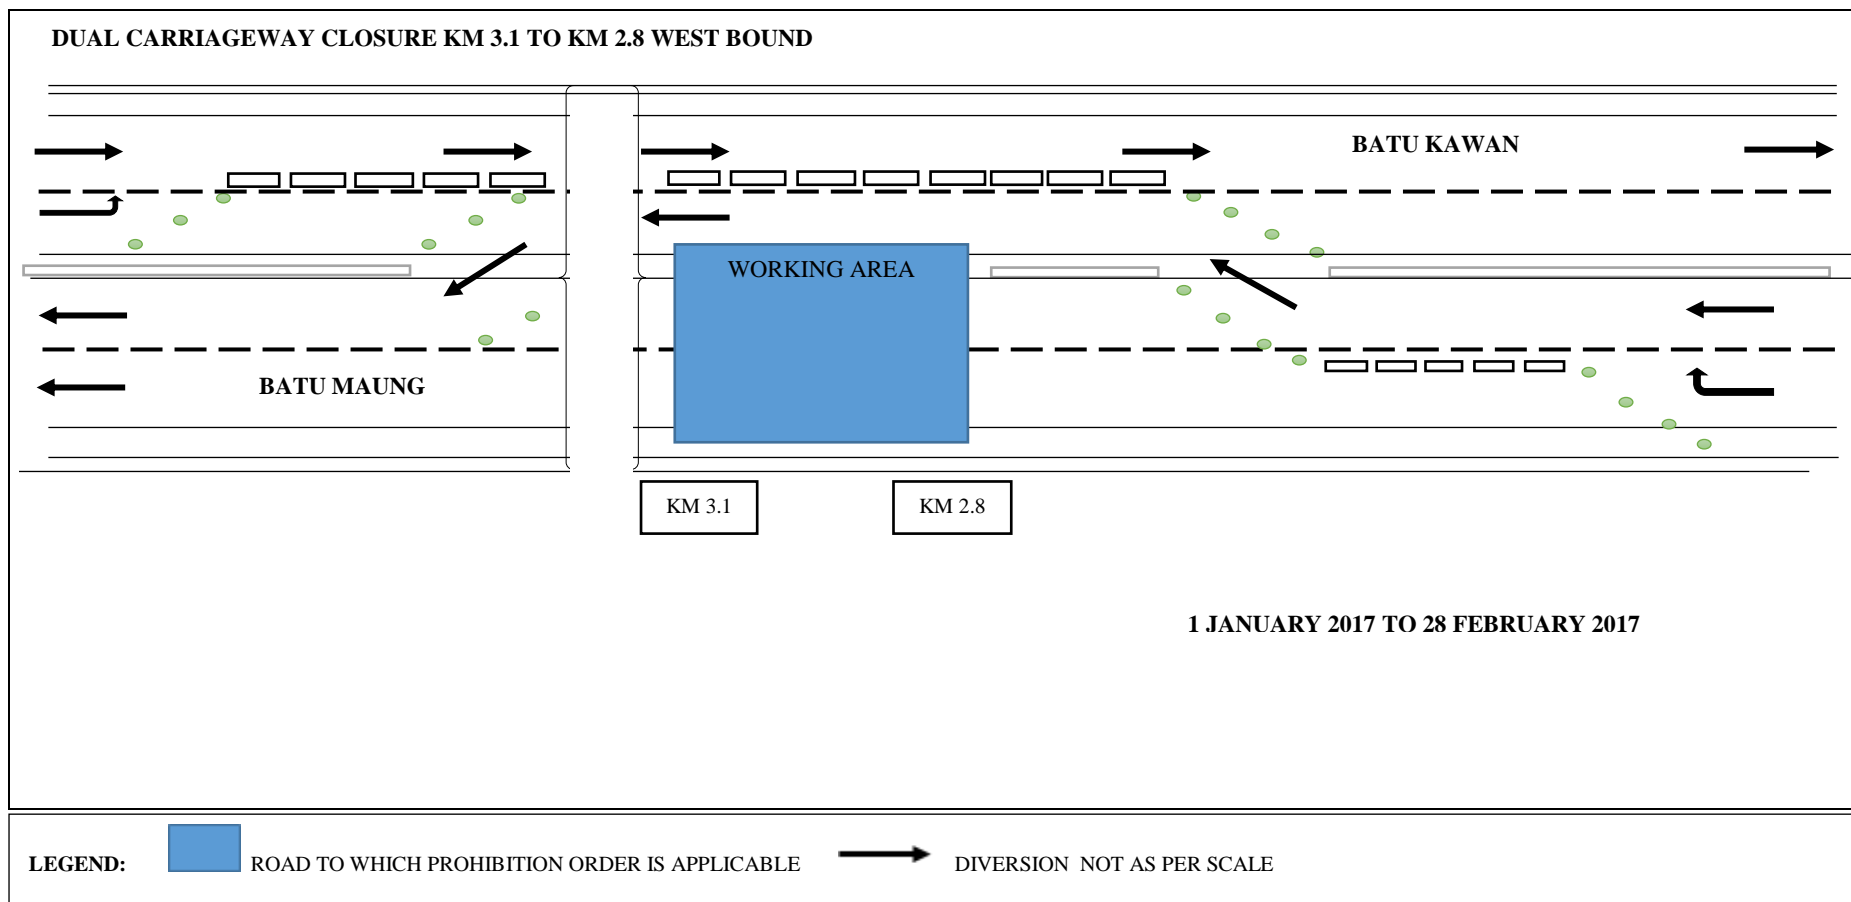 DUAL CARRIAGEWAY CLOSURE KM 3.1 TO KM 2.8 WEST BOUND
BATU KAWAN
WORKING AREA
BATU MAUNG
KM 3.1
KM 2.8
1 JANUARY 2017 TO 28 FEBRUARY 2017
LEGEND: ROAD TO WHICH PROHIBITION ORDER IS APPLICABLE DIVERSION NOT AS PER SCALE